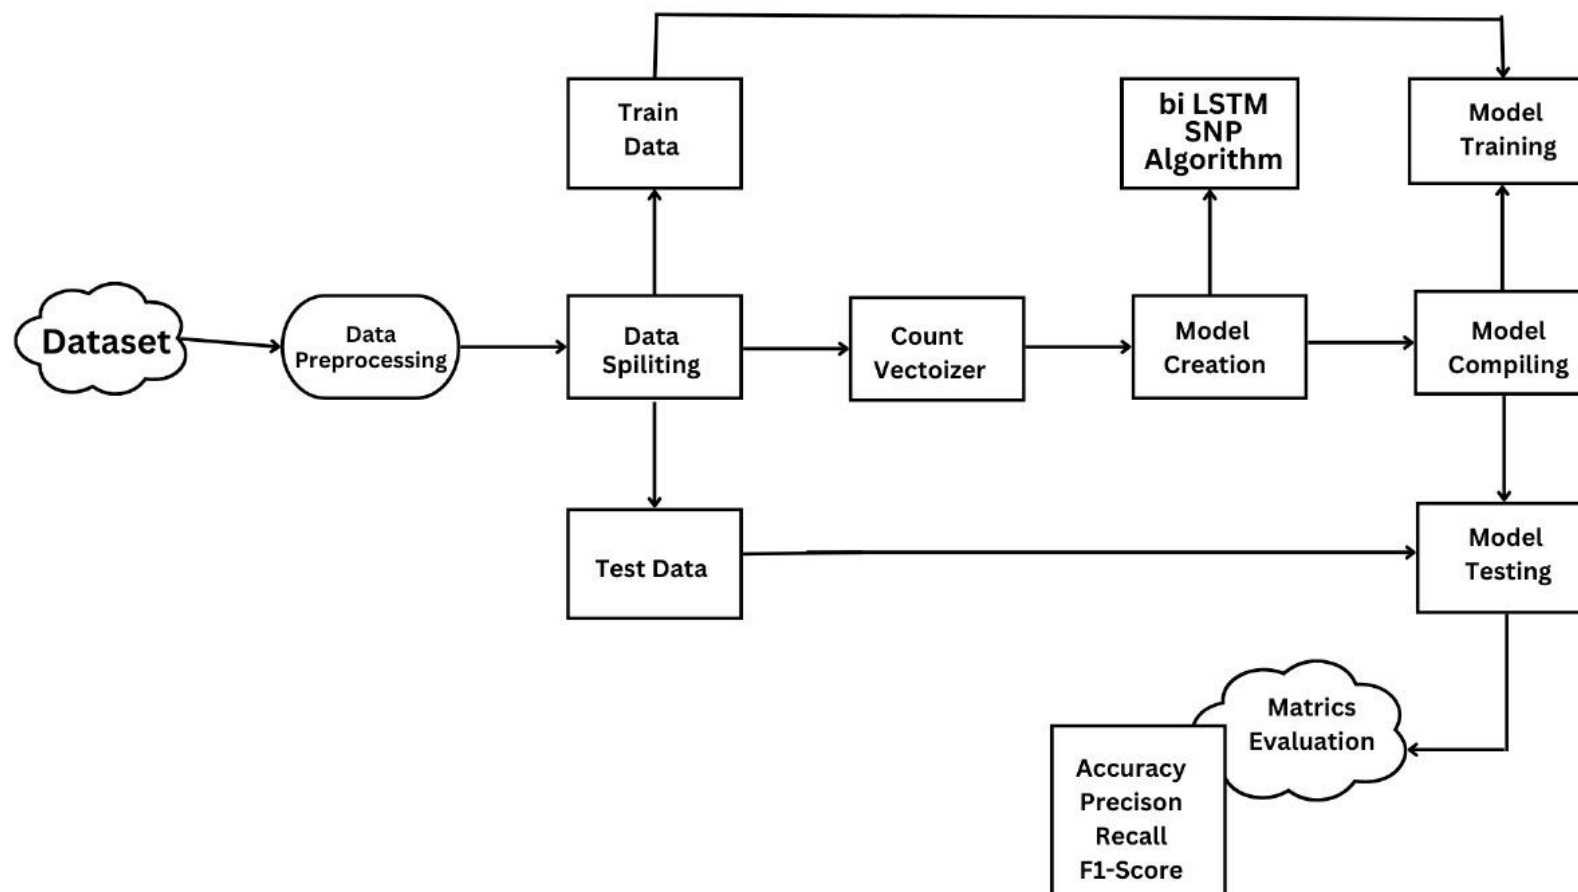 Train
Data
bi LSTM
SNP
Algorithm
Model
Training
Dataset
Data
Preprocessing
Data
Spiliting
Count
Vectoizer
Model
Creation
Model
Compiling
Test Data
Model
Testing
Matrics
Evaluation
Accuracy
Precison
Recall
F1-Score